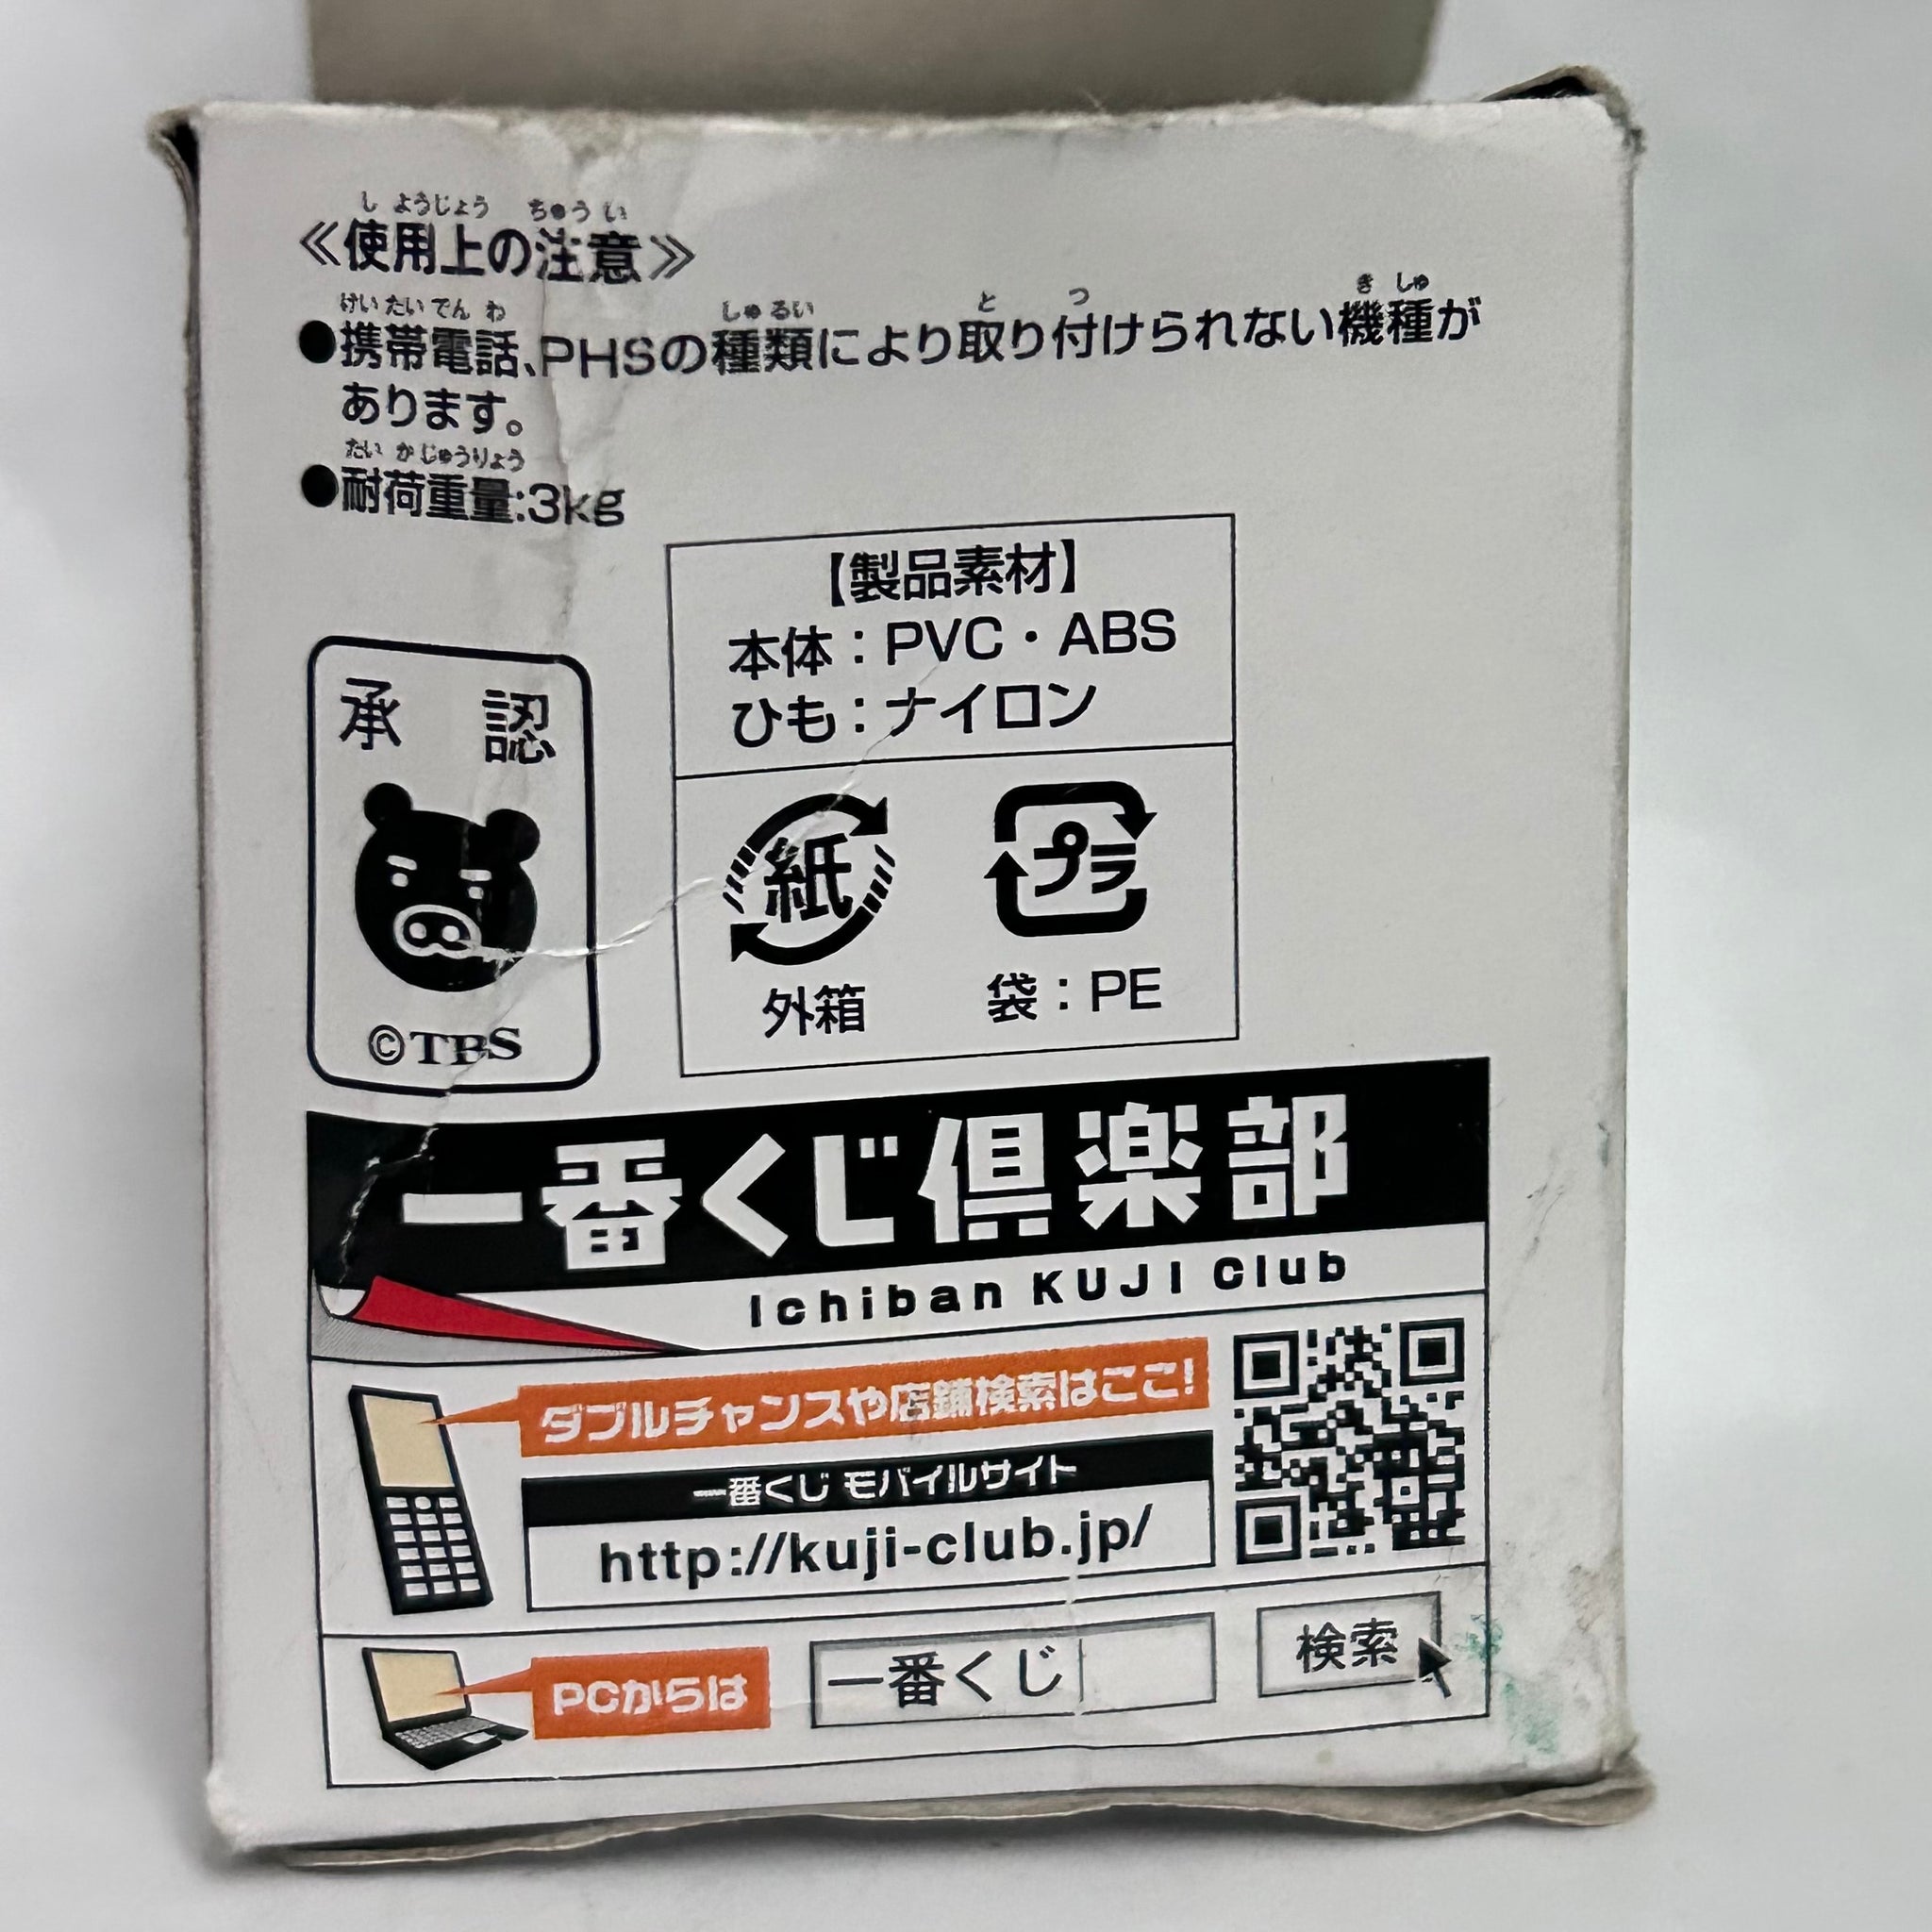 しようじょう ちゅうい
≪使用上の注意≫
けいたいでんわ しゅるい と つ きしゅ
●携帯電話、PHSの種類により取り付けられない機種が
あります。
たいかじゅうりょう
●耐荷重量:3kg
【製品素材】
本体：PVC・ABS
ひも：ナイロン
紙 プラ
外箱 袋：PE
承 認
©TBS
一番くじ倶楽部
Ichiban KUJI Club
ダブルチャンスや店舗検索はここ!
一番くじ モバイルサイト
http://kuji-club.jp/
PCからは 一番くじ 検索